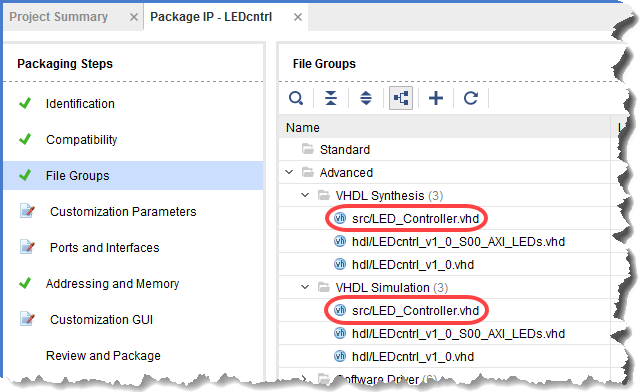 Project Summary × Package IP - LEDcntrl ×
Packaging Steps
Identification
Compatibility
File Groups
Customization Parameters
Ports and Interfaces
Addressing and Memory
Customization GUI
Review and Package
File Groups
Name
Standard
Advanced
VHDL Synthesis (3)
src/LED_Controller.vhd
hdl/LEDcntrl_v1_0_S00_AXI_LEDs.vhd
hdl/LEDcntrl_v1_0.vhd
VHDL Simulation (3)
src/LED_Controller.vhd
hdl/LEDcntrl_v1_0_S00_AXI_LEDs.vhd
hdl/LEDcntrl_v1_0.vhd
Software Driver (6)